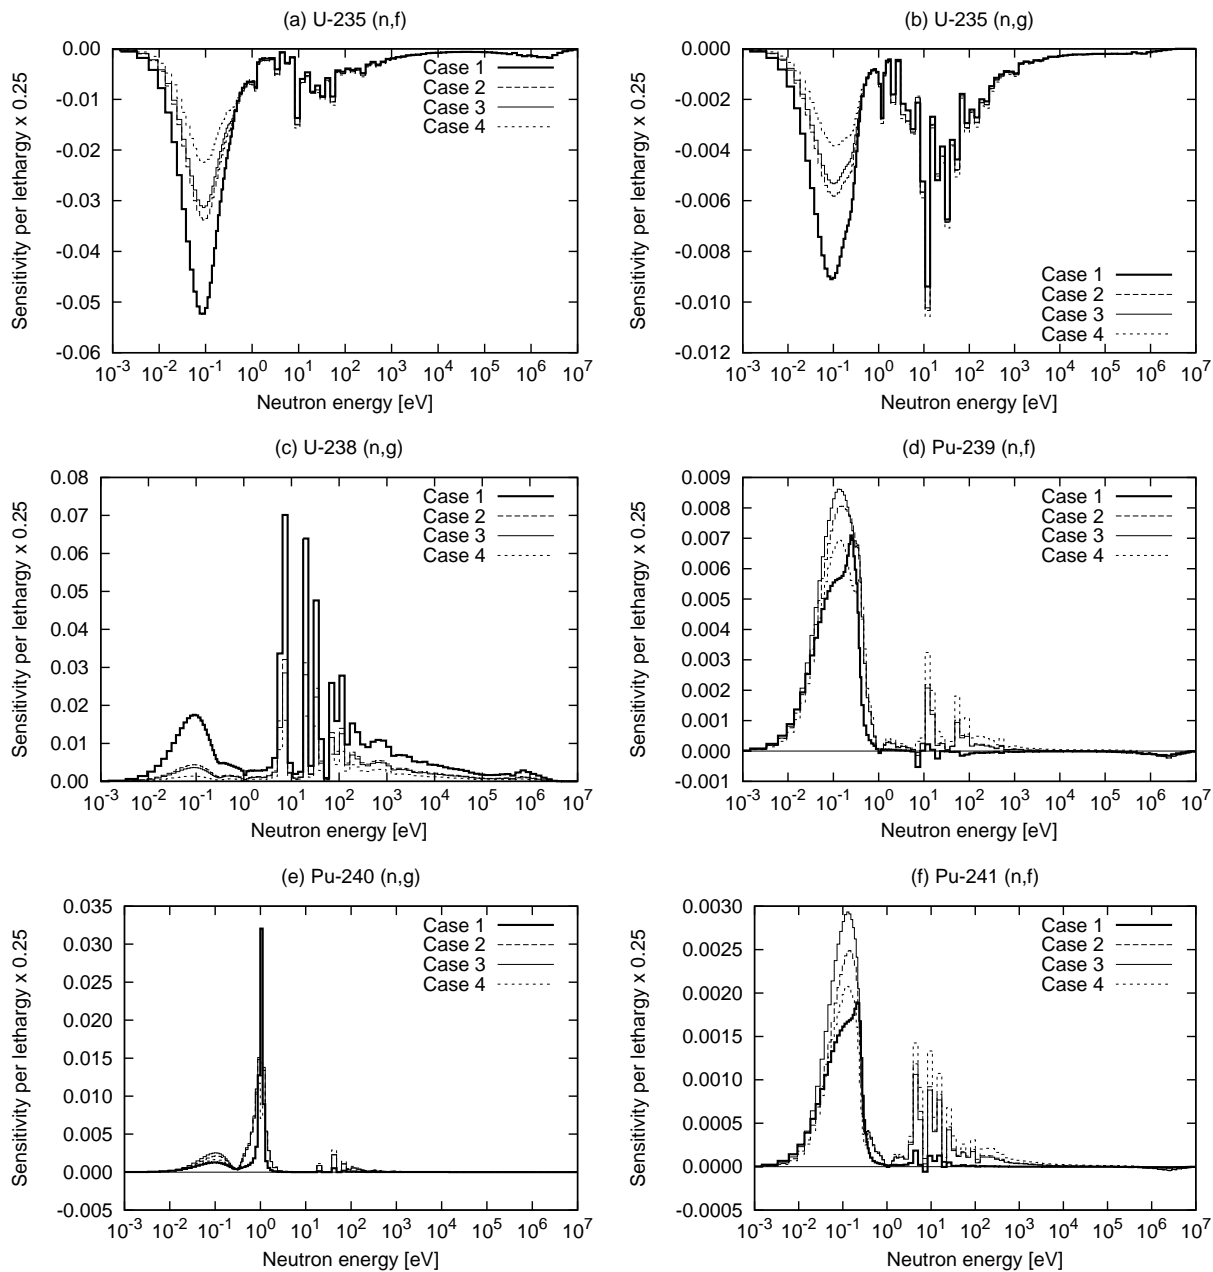 (a) U-235 (n,f)
Sensitivity per lethargy x 0.25
0.00
-0.01
-0.02
-0.03
-0.04
-0.05
-0.06
Case 1
Case 2
Case 3
Case 4
10-3 10-2 10-1 100 101 102 103 104 105 106 107
Neutron energy [eV]
(b) U-235 (n,g)
Sensitivity per lethargy x 0.25
0.000
-0.002
-0.004
-0.006
-0.008
-0.010
-0.012
Case 1
Case 2
Case 3
Case 4
10-3 10-2 10-1 100 101 102 103 104 105 106 107
Neutron energy [eV]
(c) U-238 (n,g)
Sensitivity per lethargy x 0.25
0.08
0.07
0.06
0.05
0.04
0.03
0.02
0.01
0.00
Case 1
Case 2
Case 3
Case 4
10-3 10-2 10-1 100 101 102 103 104 105 106 107
Neutron energy [eV]
(d) Pu-239 (n,f)
Sensitivity per lethargy x 0.25
0.009
0.008
0.007
0.006
0.005
0.004
0.003
0.002
0.001
0.000
-0.001
Case 1
Case 2
Case 3
Case 4
10-3 10-2 10-1 100 101 102 103 104 105 106 107
Neutron energy [eV]
(e) Pu-240 (n,g)
Sensitivity per lethargy x 0.25
0.035
0.030
0.025
0.020
0.015
0.010
0.005
0.000
-0.005
Case 1
Case 2
Case 3
Case 4
10-3 10-2 10-1 100 101 102 103 104 105 106 107
Neutron energy [eV]
(f) Pu-241 (n,f)
Sensitivity per lethargy x 0.25
0.0030
0.0025
0.0020
0.0015
0.0010
0.0005
0.0000
-0.0005
Case 1
Case 2
Case 3
Case 4
10-3 10-2 10-1 100 101 102 103 104 105 106 107
Neutron energy [eV]